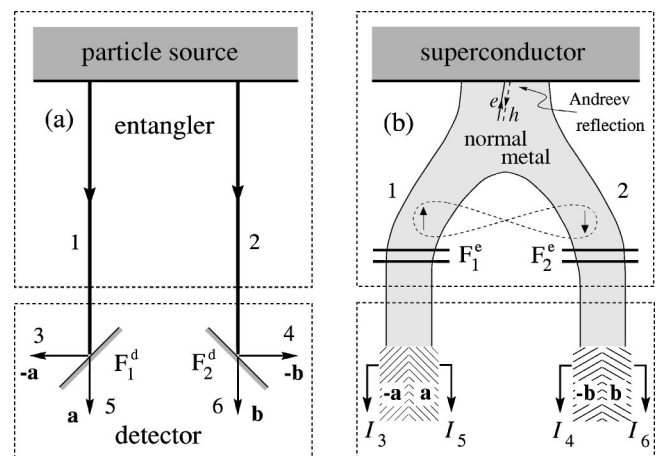 particle source
(a)
entangler
1
2
3
F₁ᵈ
F₂ᵈ
4
-a
a
5
6
b
-b
detector
superconductor
(b)
e
h
Andreev
reflection
normal
metal
1
2
F₁ᵉ
F₂ᵉ
-a a
-b b
I₃
I₅
I₄
I₆